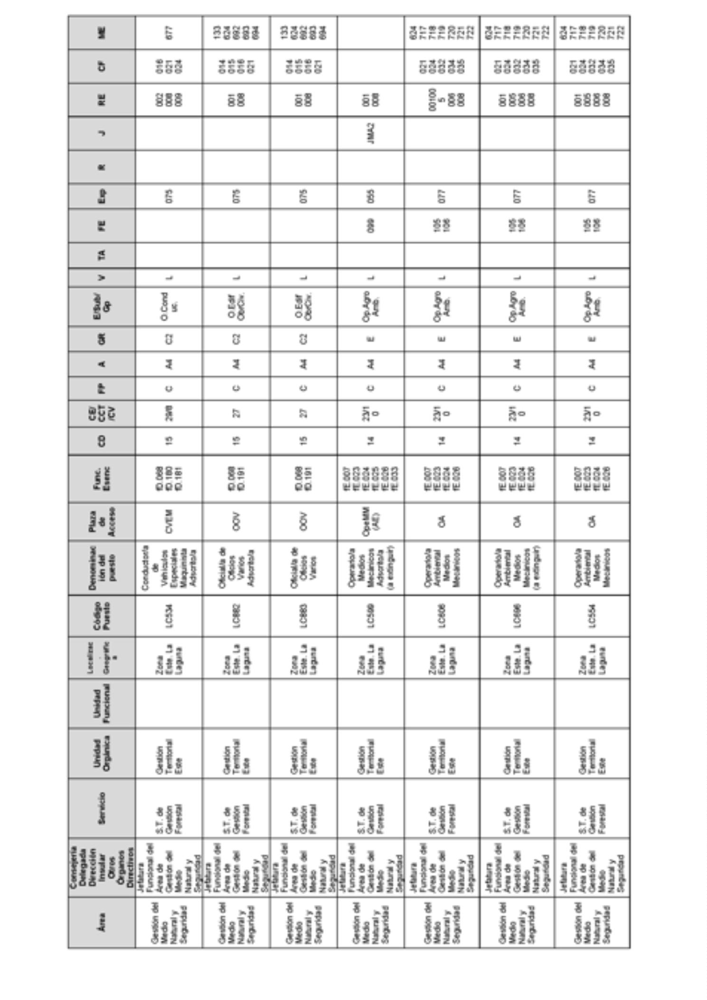 Área
Consejería
Delegada
Dirección
Insular
Otros
Órganos
Directivos
Servicio
Unidad
Orgánica
Unidad
Funcional
Localizac
.
Geográfic
a
Código
Puesto
Denominac
ión del
puesto
Plaza
de
Acceso
Func.
Esenc
CD
CE/
CCT
/CV
FP
A
GR
E/Sub/
Gp
V
TA
FE
Exp
R
J
RE
CF
ME
Gestión del
Medio
Natural y
Seguridad
Jefatura
Funcional del
Área de
Gestión del
Medio
Natural y
Seguridad
S.T. de
Gestión
Forestal
Gestión
Territorial
Este
Zona
Este. La
Laguna
LC534
Conductor/a
de
Vehículos
Especiales
Maquinista
Adscrito/a
CVEM
fD.068
fD.180
fD.181
15
29/8
C
A4
C2
O.Cond
uc.
L
075
002
008
009
016
021
024
677
Gestión del
Medio
Natural y
Seguridad
Jefatura
Funcional del
Área de
Gestión del
Medio
Natural y
Seguridad
S.T. de
Gestión
Forestal
Gestión
Territorial
Este
Zona
Este. La
Laguna
LC882
Oficial/a de
Oficios
Varios
Adscrito/a
OOV
fD.068
fD.191
15
27
C
A4
C2
O.Edif
ObrCiv.
L
075
001
008
014
015
016
021
133
624
692
693
694
Gestión del
Medio
Natural y
Seguridad
Jefatura
Funcional del
Área de
Gestión del
Medio
Natural y
Seguridad
S.T. de
Gestión
Forestal
Gestión
Territorial
Este
Zona
Este. La
Laguna
LC883
Oficial/a de
Oficios
Varios
OOV
fD.068
fD.191
15
27
C
A4
C2
O.Edif
ObrCiv.
L
075
001
008
014
015
016
021
133
624
692
693
694
Gestión del
Medio
Natural y
Seguridad
Jefatura
Funcional del
Área de
Gestión del
Medio
Natural y
Seguridad
S.T. de
Gestión
Forestal
Gestión
Territorial
Este
Zona
Este. La
Laguna
LC599
Operario/a
Medios
Mecánicos
Adscrito/a
(a extinguir)
OpeMM
(AE)
fE.007
fE.023
fE.024
fE.025
fE.026
fE.033
14
23/1
0
C
A4
E
Op.Agro
Amb.
L
099
055
JMA2
001
008
Gestión del
Medio
Natural y
Seguridad
Jefatura
Funcional del
Área de
Gestión del
Medio
Natural y
Seguridad
S.T. de
Gestión
Forestal
Gestión
Territorial
Este
Zona
Este. La
Laguna
LC606
Operario/a
Ambiental
Medios
Mecánicos
OA
fE.007
fE.023
fE.024
fE.026
14
23/1
0
C
A4
E
Op.Agro
Amb.
L
105
106
077
00100
5
006
008
021
024
032
034
035
624
717
718
719
720
721
722
Gestión del
Medio
Natural y
Seguridad
Jefatura
Funcional del
Área de
Gestión del
Medio
Natural y
Seguridad
S.T. de
Gestión
Forestal
Gestión
Territorial
Este
Zona
Este. La
Laguna
LC696
Operario/a
Ambiental
Medios
Mecánicos
(a extinguir)
OA
fE.007
fE.023
fE.024
fE.026
14
23/1
0
C
A4
E
Op.Agro
Amb.
L
105
106
077
001
005
006
008
021
024
032
034
035
624
717
718
719
720
721
722
Gestión del
Medio
Natural y
Seguridad
Jefatura
Funcional del
Área de
Gestión del
Medio
Natural y
Seguridad
S.T. de
Gestión
Forestal
Gestión
Territorial
Este
Zona
Este. La
Laguna
LC554
Operario/a
Ambiental
Medios
Mecánicos
OA
fE.007
fE.023
fE.024
fE.026
14
23/1
0
C
A4
E
Op.Agro
Amb.
L
105
106
077
001
005
006
008
021
024
032
034
035
624
717
718
719
720
721
722